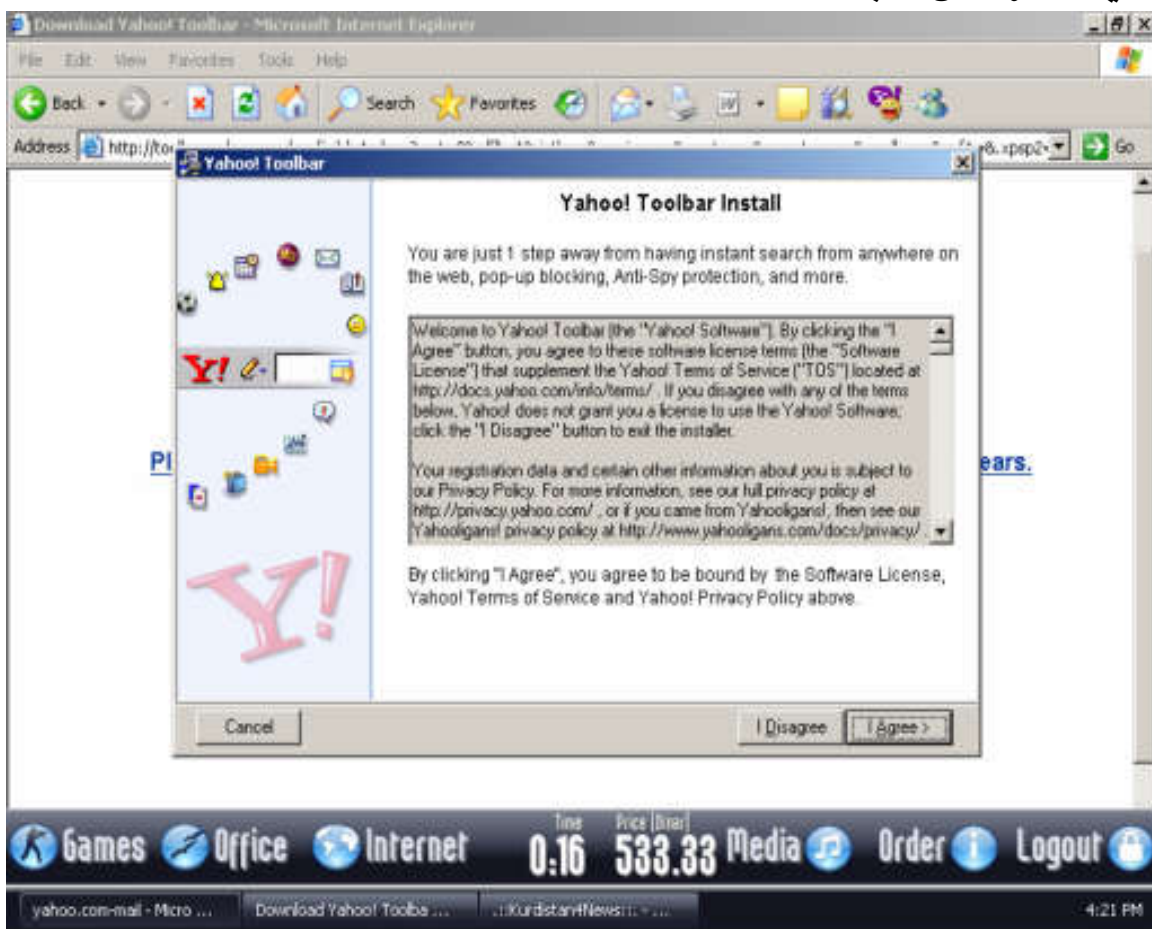 Download Yahoo! Toolbar - Microsoft Internet Explorer
File Edit View Favorites Tools Help
Back Search Favorites
Address http:// Go
Yahoo! Toolbar
Yahoo! Toolbar Install
You are just 1 step away from having instant search from anywhere on
the web, pop-up blocking, Anti-Spy protection, and more.
Welcome to Yahoo! Toolbar (the "Yahoo! Software"). By clicking the "I
Agree" button, you agree to these software license terms (the "Software
License") that supplement the Yahoo! Terms of Service ("TOS") located at
http://docs.yahoo.com/info/terms/ . If you disagree with any of the terms
below, Yahoo! does not grant you a license to use the Yahoo! Software;
click the "I Disagree" button to exit the installer.
Your registration data and certain other information about you is subject to
our Privacy Policy. For more information, see our full privacy policy at
http://privacy.yahoo.com/ , or if you came from Yahooligans!, then see our
Yahooligans! privacy policy at http://www.yahooligans.com/docs/privacy/
Y!
Pl
ears.
By clicking "I Agree", you agree to be bound by the Software License,
Yahoo! Terms of Service and Yahoo! Privacy Policy above.
Y!
Cancel I Disagree I Agree >
Games Office Internet Time 0:16 Price [Dinar] 533.33 Media Order Logout
yahoo.com-mail - Micro ... Download Yahoo! Toolba ... .::Kurdistan4News::. - ... 4:21 PM